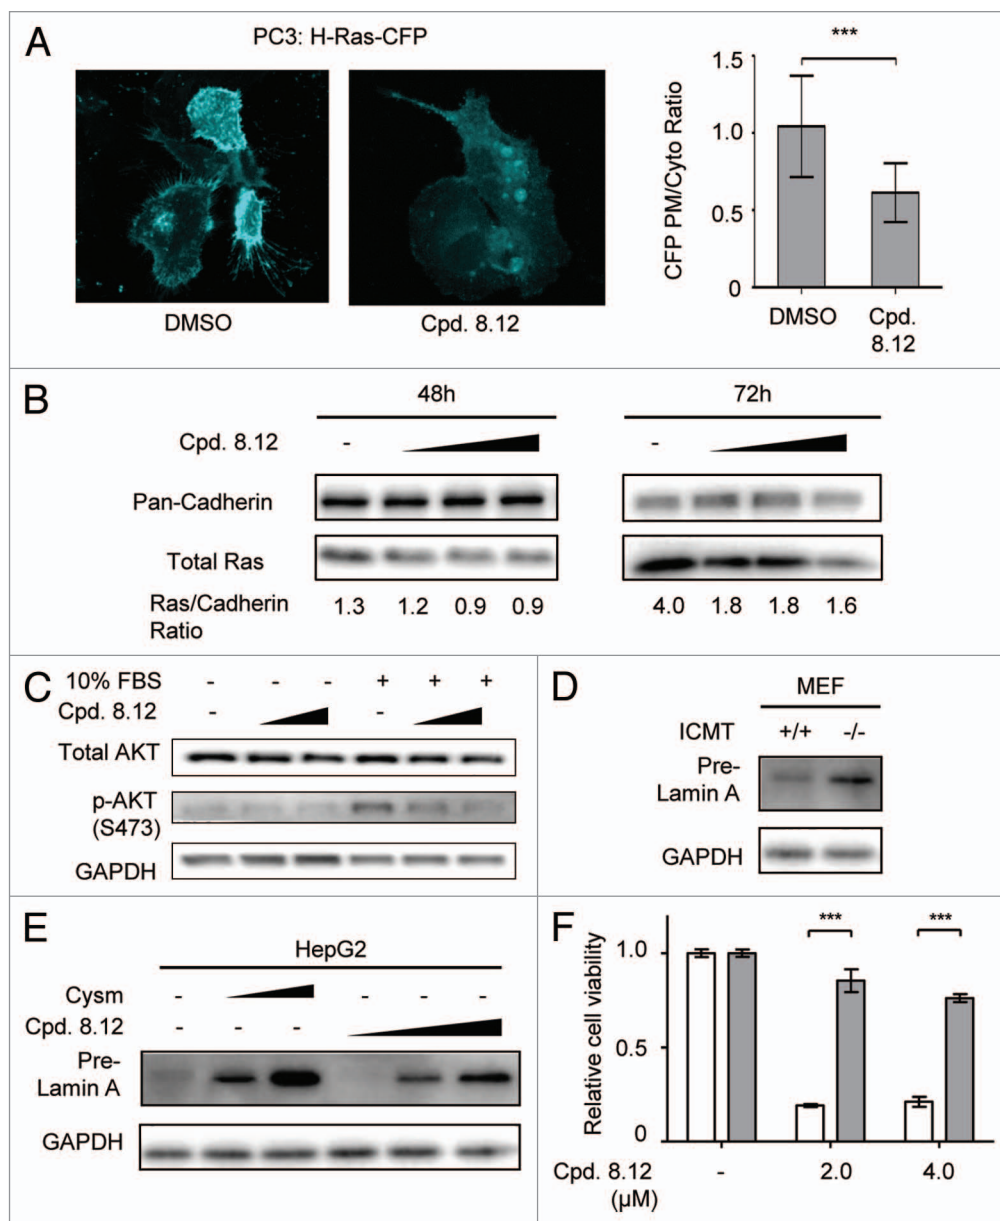 A
PC3: H-Ras-CFP
DMSO
Cpd. 8.12
***
CFP PM/Cyto Ratio
1.5
1.0
0.5
0
DMSO
Cpd.
8.12
B
48h
72h
Cpd. 8.12
-
-
Pan-Cadherin
Total Ras
Ras/Cadherin
Ratio
1.3 1.2 0.9 0.9
4.0 1.8 1.8 1.6
C
10% FBS - - - + + +
Cpd. 8.12 - -
Total AKT
p-AKT
(S473)
GAPDH
D
MEF
ICMT +/+ -/-
Pre-
Lamin A
GAPDH
E
HepG2
Cysm - - - -
Cpd. 8.12 - - -
Pre-
Lamin A
GAPDH
F
*** ***
Relative cell viability
1.0
0.5
0
Cpd. 8.12 - 2.0 4.0
(µM)